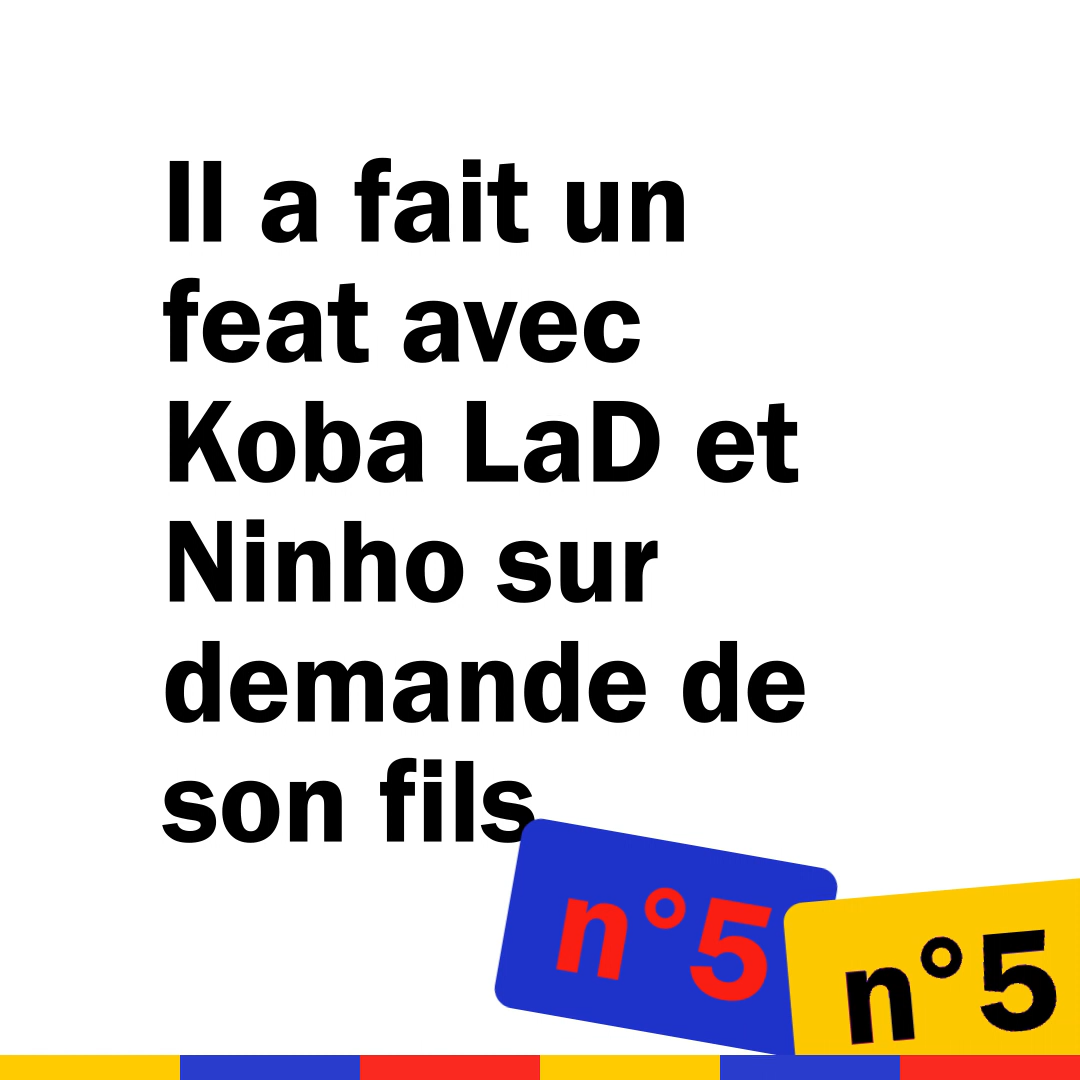 Il a fait un
feat avec
Koba LaD et
Ninho sur
demande de
son fils
n°5
n°5